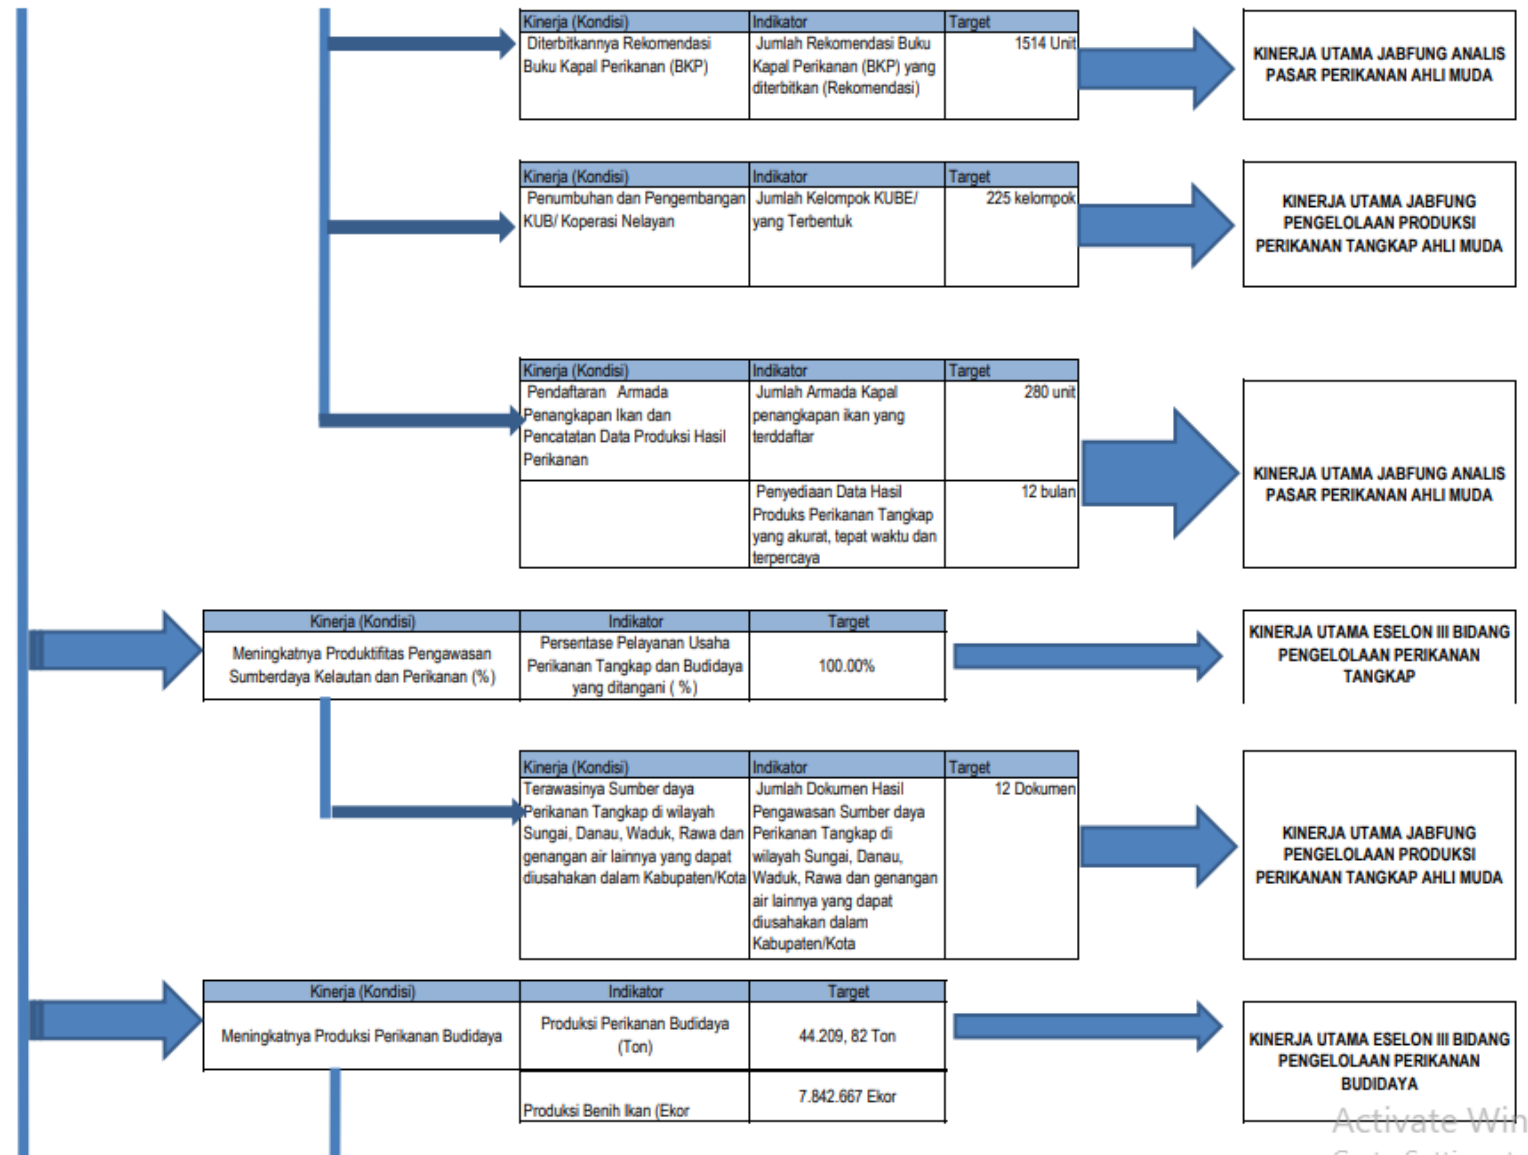 Kinerja (Kondisi) Indikator Target
Diterbitkannya Rekomendasi Buku Kapal Perikanan (BKP)
Jumlah Rekomendasi Buku Kapal Perikanan (BKP) yang diterbitkan (Rekomendasi)
1514 Unit
KINERJA UTAMA JABFUNG ANALIS
PASAR PERIKANAN AHLI MUDA
Kinerja (Kondisi) Indikator Target
Penumbuhan dan Pengembangan
KUB/ Koperasi Nelayan
Jumlah Kelompok KUBE/
yang Terbentuk
225 kelompok
KINERJA UTAMA JABFUNG
PENGELOLAAN PRODUKSI
PERIKANAN TANGKAP AHLI MUDA
Kinerja (Kondisi) Indikator Target
Pendaftaran Armada
Penangkapan Ikan dan
Pencatatan Data Produksi Hasil
Perikanan
Jumlah Armada Kapal
penangkapan ikan yang
terddaftar
280 unit
Penyediaan Data Hasil
Produks Perikanan Tangkap
yang akurat, tepat waktu dan
terpercaya
12 bulan
KINERJA UTAMA JABFUNG ANALIS
PASAR PERIKANAN AHLI MUDA
Kinerja (Kondisi) Indikator Target
Meningkatnya Produktifitas Pengawasan
Sumberdaya Kelautan dan Perikanan (%)
Persentase Pelayanan Usaha
Perikanan Tangkap dan Budidaya
yang ditangani ( %)
100.00%
KINERJA UTAMA ESELON III BIDANG
PENGELOLAAN PERIKANAN
TANGKAP
Kinerja (Kondisi) Indikator Target
Terawasinya Sumber daya
Perikanan Tangkap di wilayah
Sungai, Danau, Waduk, Rawa dan
genangan air lainnya yang dapat
diusahakan dalam Kabupaten/Kota
Jumlah Dokumen Hasil
Pengawasan Sumber daya
Perikanan Tangkap di
wilayah Sungai, Danau,
Waduk, Rawa dan genangan
air lainnya yang dapat
diusahakan dalam
Kabupaten/Kota
12 Dokumen
KINERJA UTAMA JABFUNG
PENGELOLAAN PRODUKSI
PERIKANAN TANGKAP AHLI MUDA
Kinerja (Kondisi) Indikator Target
Meningkatnya Produksi Perikanan Budidaya
Produksi Perikanan Budidaya
(Ton)
44.209, 82 Ton
Produksi Benih Ikan (Ekor
7.842.667 Ekor
KINERJA UTAMA ESELON III BIDANG
PENGELOLAAN PERIKANAN
BUDIDAYA
Activate Win